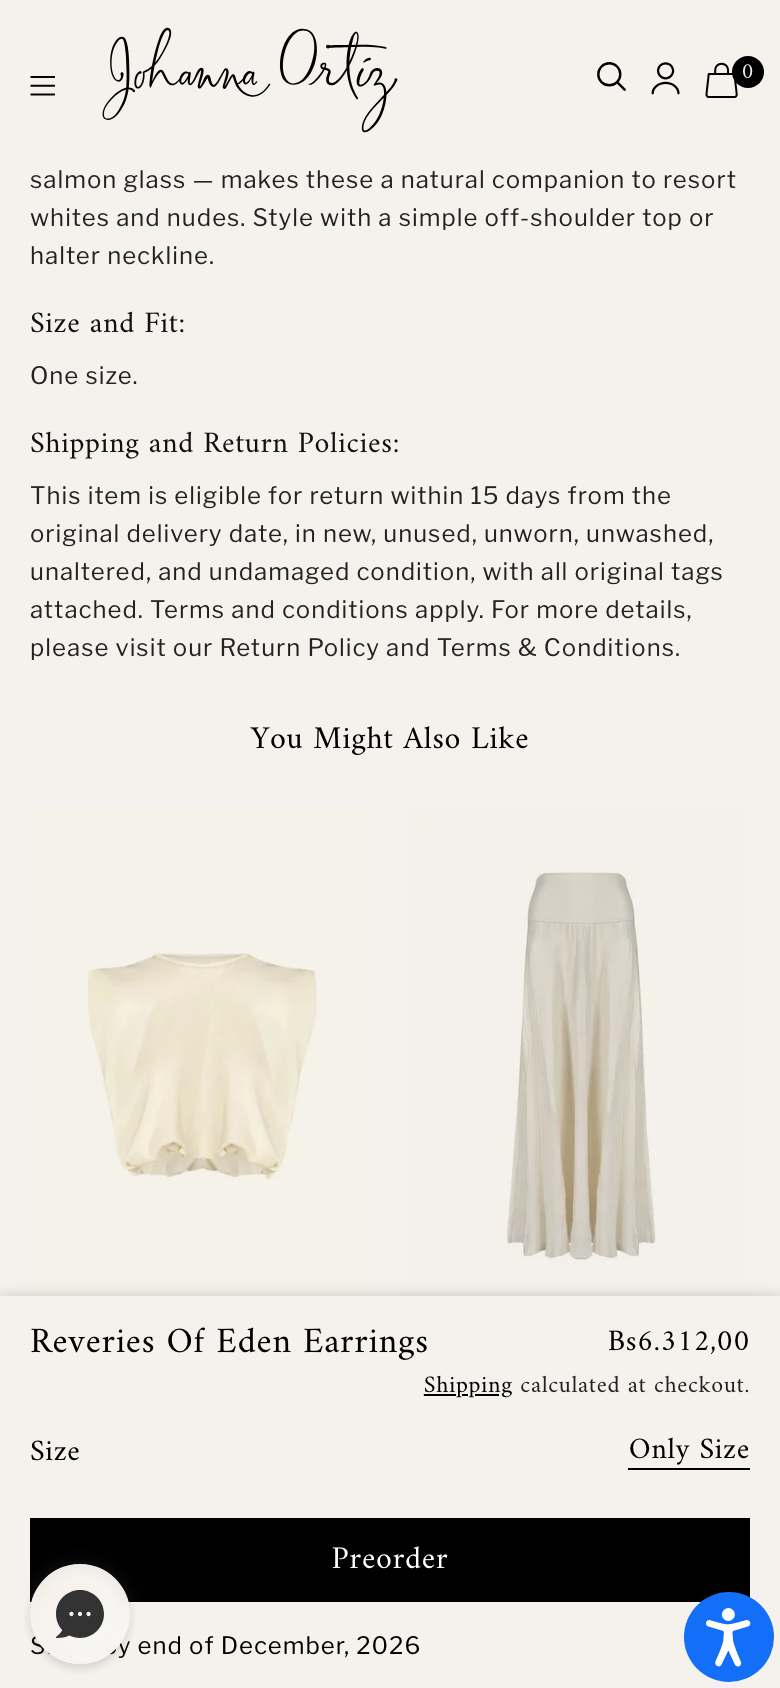 Johanna Ortiz
0
salmon glass — makes these a natural companion to resort
whites and nudes. Style with a simple off-shoulder top or
halter neckline.
Size and Fit:
One size.
Shipping and Return Policies:
This item is eligible for return within 15 days from the
original delivery date, in new, unused, unworn, unwashed,
unaltered, and undamaged condition, with all original tags
attached. Terms and conditions apply. For more details,
please visit our Return Policy and Terms & Conditions.
You Might Also Like
Reveries Of Eden Earrings
Bs6.312,00
Shipping calculated at checkout.
Size
Only Size
Preorder
end of December, 2026